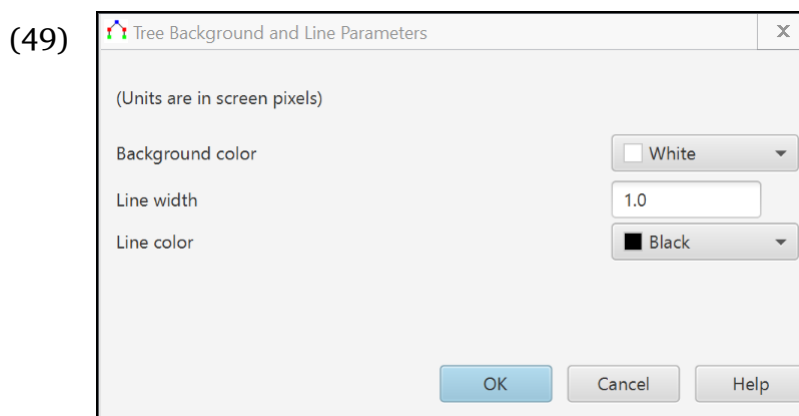 (49)
Tree Background and Line Parameters
(Units are in screen pixels)
Background color White
Line width 1.0
Line color Black
OK Cancel Help